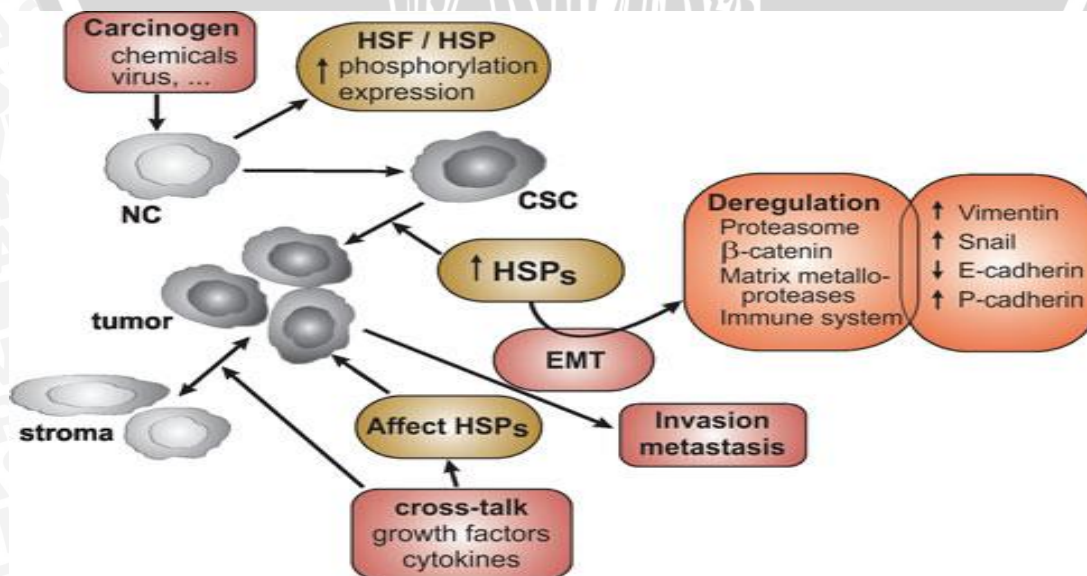 Carcinogen
chemicals
virus, ...
HSF / HSP
↑ phosphorylation
expression
NC
CSC
↑ HSPs
Deregulation
Proteasome
β-catenin
Matrix metallo-
proteases
Immune system
↑ Vimentin
↑ Snail
↓ E-cadherin
↑ P-cadherin
tumor
EMT
stroma
Affect HSPs
Invasion
metastasis
cross-talk
growth factors
cytokines